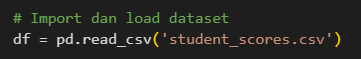 # Import dan load dataset
df = pd.read_csv('student_scores.csv')